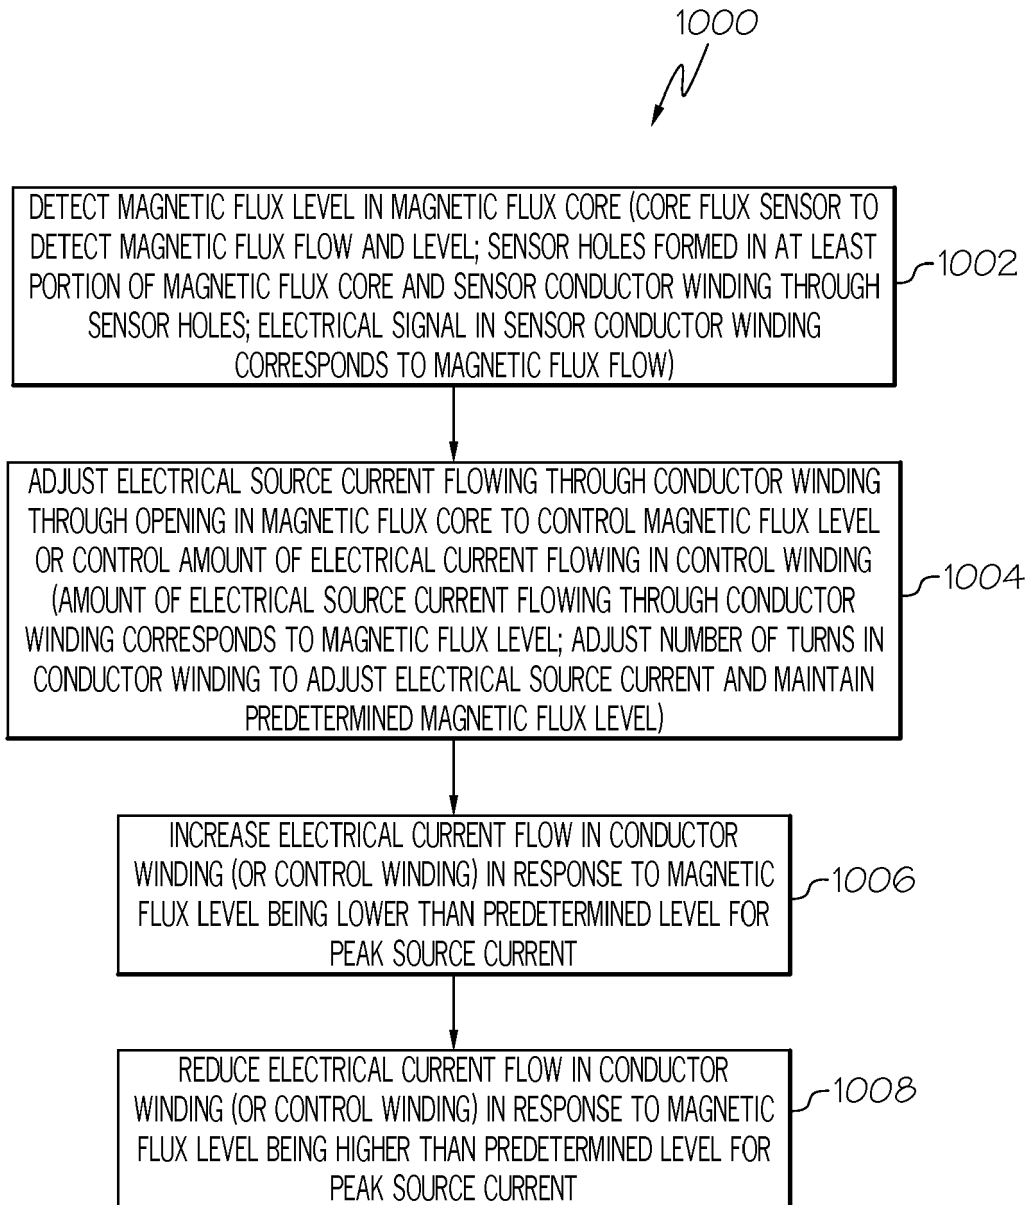 1000
DETECT MAGNETIC FLUX LEVEL IN MAGNETIC FLUX CORE (CORE FLUX SENSOR TO
DETECT MAGNETIC FLUX FLOW AND LEVEL; SENSOR HOLES FORMED IN AT LEAST
PORTION OF MAGNETIC FLUX CORE AND SENSOR CONDUCTOR WINDING THROUGH
SENSOR HOLES; ELECTRICAL SIGNAL IN SENSOR CONDUCTOR WINDING
CORRESPONDS TO MAGNETIC FLUX FLOW)
1002
ADJUST ELECTRICAL SOURCE CURRENT FLOWING THROUGH CONDUCTOR WINDING
THROUGH OPENING IN MAGNETIC FLUX CORE TO CONTROL MAGNETIC FLUX LEVEL
OR CONTROL AMOUNT OF ELECTRICAL CURRENT FLOWING IN CONTROL WINDING
(AMOUNT OF ELECTRICAL SOURCE CURRENT FLOWING THROUGH CONDUCTOR
WINDING CORRESPONDS TO MAGNETIC FLUX LEVEL; ADJUST NUMBER OF TURNS IN
CONDUCTOR WINDING TO ADJUST ELECTRICAL SOURCE CURRENT AND MAINTAIN
PREDETERMINED MAGNETIC FLUX LEVEL)
1004
INCREASE ELECTRICAL CURRENT FLOW IN CONDUCTOR
WINDING (OR CONTROL WINDING) IN RESPONSE TO MAGNETIC
FLUX LEVEL BEING LOWER THAN PREDETERMINED LEVEL FOR
PEAK SOURCE CURRENT
1006
REDUCE ELECTRICAL CURRENT FLOW IN CONDUCTOR
WINDING (OR CONTROL WINDING) IN RESPONSE TO MAGNETIC
FLUX LEVEL BEING HIGHER THAN PREDETERMINED LEVEL FOR
PEAK SOURCE CURRENT
1008